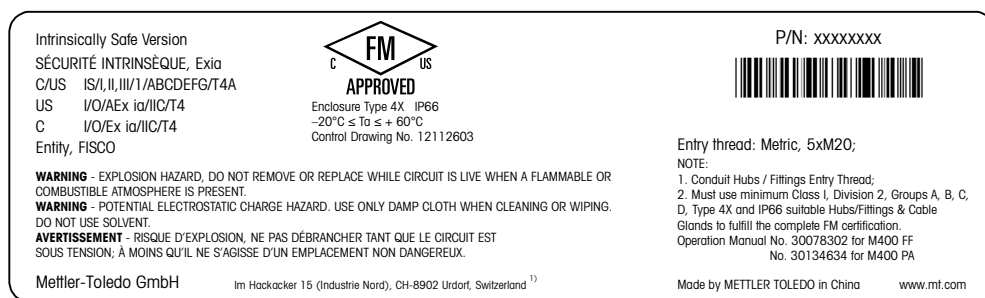 Intrinsically Safe Version
SÉCURITÉ INTRINSÈQUE, Exia
C/US IS/I,II,III/1/ABCDEFG/T4A
US I/O/AEx ia/IIC/T4
C I/O/Ex ia/IIC/T4
Entity, FISCO
FM
C US
APPROVED
Enclosure Type 4X IP66
–20°C ≤ Ta ≤ + 60°C
Control Drawing No. 12112603
WARNING - EXPLOSION HAZARD, DO NOT REMOVE OR REPLACE WHILE CIRCUIT IS LIVE WHEN A FLAMMABLE OR
COMBUSTIBLE ATMOSPHERE IS PRESENT.
WARNING - POTENTIAL ELECTROSTATIC CHARGE HAZARD. USE ONLY DAMP CLOTH WHEN CLEANING OR WIPING.
DO NOT USE SOLVENT.
AVERTISSEMENT - RISQUE D'EXPLOSION, NE PAS DÉBRANCHER TANT QUE LE CIRCUIT EST
SOUS TENSION; À MOINS QU'IL NE S'AGISSE D'UN EMPLACEMENT NON DANGEREUX.
Mettler-Toledo GmbH Im Hackacker 15 (Industrie Nord), CH-8902 Urdorf, Switzerland 1)
P/N: xxxxxxxx
Entry thread: Metric, 5xM20;
NOTE:
1. Conduit Hubs / Fittings Entry Thread;
2. Must use minimum Class I, Division 2, Groups A, B, C,
D, Type 4X and IP66 suitable Hubs/Fittings & Cable
Glands to fulfill the complete FM certification.
Operation Manual No. 30078302 for M400 FF
No. 30134634 for M400 PA
Made by METTLER TOLEDO in China www.mt.com